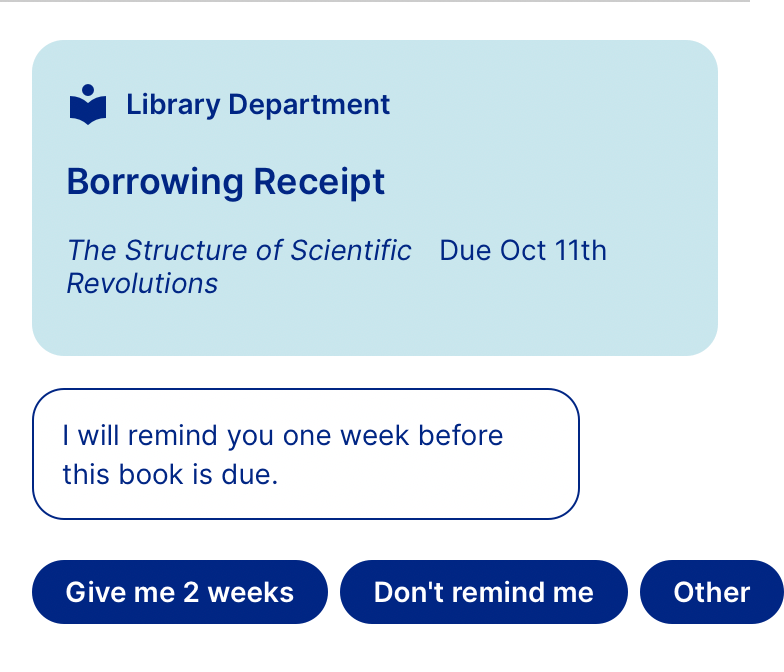 Library Department
Borrowing Receipt
The Structure of Scientific Due Oct 11th
Revolutions
I will remind you one week before
this book is due.
Give me 2 weeks Don't remind me Other